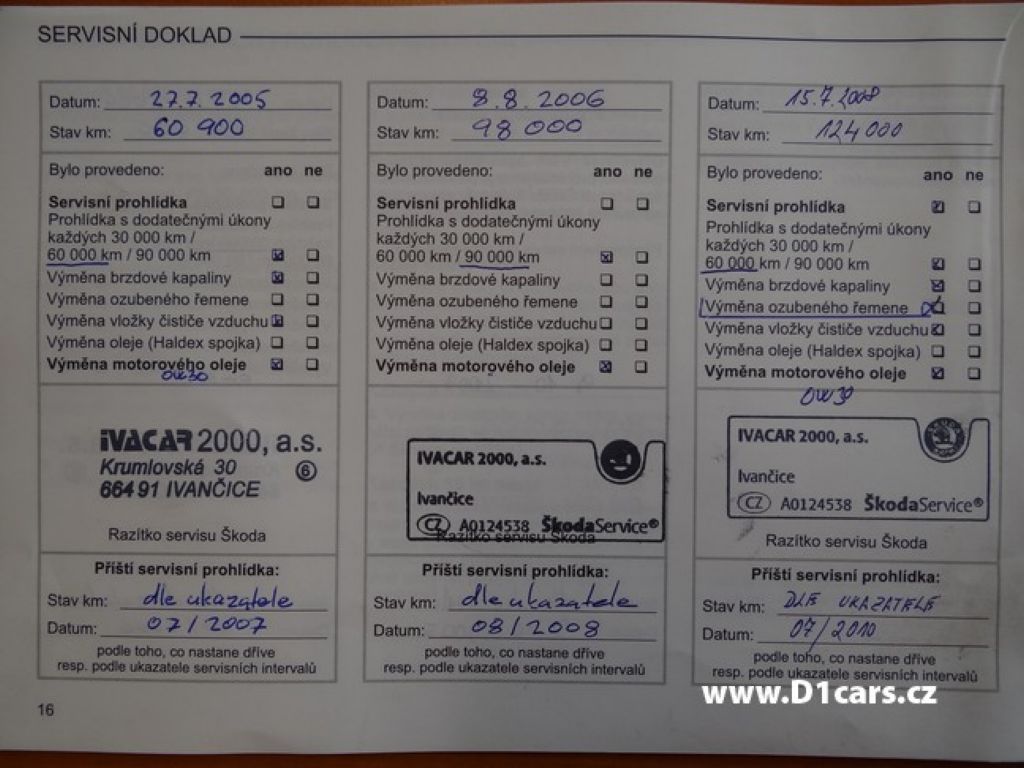 SERVISNÍ DOKLAD
Datum: 27.7.2005
Stav km: 60 900
Bylo provedeno: ano ne
Servisní prohlídka
Prohlídka s dodatečnými úkony
každých 30 000 km /
60 000 km / 90 000 km
Výměna brzdové kapaliny
Výměna ozubeného řemene
Výměna vložky čističe vzduchu
Výměna oleje (Haldex spojka)
Výměna motorového oleje
0W30
IVACAR 2000, a.s.
Krumlovská 30 6
664 91 IVANČICE
Razítko servisu Škoda
Příští servisní prohlídka:
Stav km: dle ukazatele
Datum: 07/2007
podle toho, co nastane dříve
resp. podle ukazatele servisních intervalů
16
Datum: 8.8.2006
Stav km: 98 000
Bylo provedeno: ano ne
Servisní prohlídka
Prohlídka s dodatečnými úkony
každých 30 000 km /
60 000 km / 90 000 km
Výměna brzdové kapaliny
Výměna ozubeného řemene
Výměna vložky čističe vzduchu
Výměna oleje (Haldex spojka)
Výměna motorového oleje
IVACAR 2000, a.s.
Ivančice
CZ A0124538 ŠkodaService®
Razítko servisu Škoda
Příští servisní prohlídka:
Stav km: dle ukazatele
Datum: 08/2008
podle toho, co nastane dříve
resp. podle ukazatele servisních intervalů
Datum: 15.7.2008
Stav km: 124000
Bylo provedeno: ano ne
Servisní prohlídka
Prohlídka s dodatečnými úkony
každých 30 000 km /
60 000 km / 90 000 km
Výměna brzdové kapaliny
Výměna ozubeného řemene
Výměna vložky čističe vzduchu
Výměna oleje (Haldex spojka)
Výměna motorového oleje
0W30
IVACAR 2000, a.s.
Ivančice
CZ A0124538 ŠkodaService®
Razítko servisu Škoda
Příští servisní prohlídka:
Stav km: DLE UKAZATELE
Datum: 07/2010
podle toho, co nastane dříve
resp. podle ukazatele servisních intervalů
www.D1cars.cz